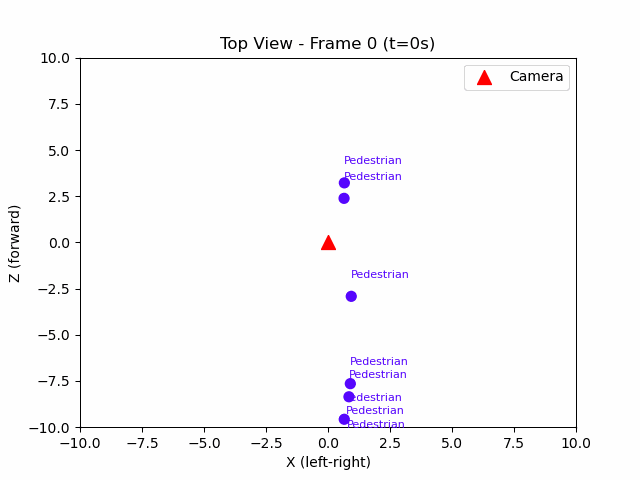 Top View - Frame 0 (t=0s)
Camera
Pedestrian
Pedestrian
Pedestrian
Pedestrian
Pedestrian
Pedestrian
Pedestrian
Pedestrian
10.0
7.5
5.0
2.5
0.0
−2.5
−5.0
−7.5
−10.0
Z (forward)
−10.0 −7.5 −5.0 −2.5 0.0 2.5 5.0 7.5 10.0
X (left-right)